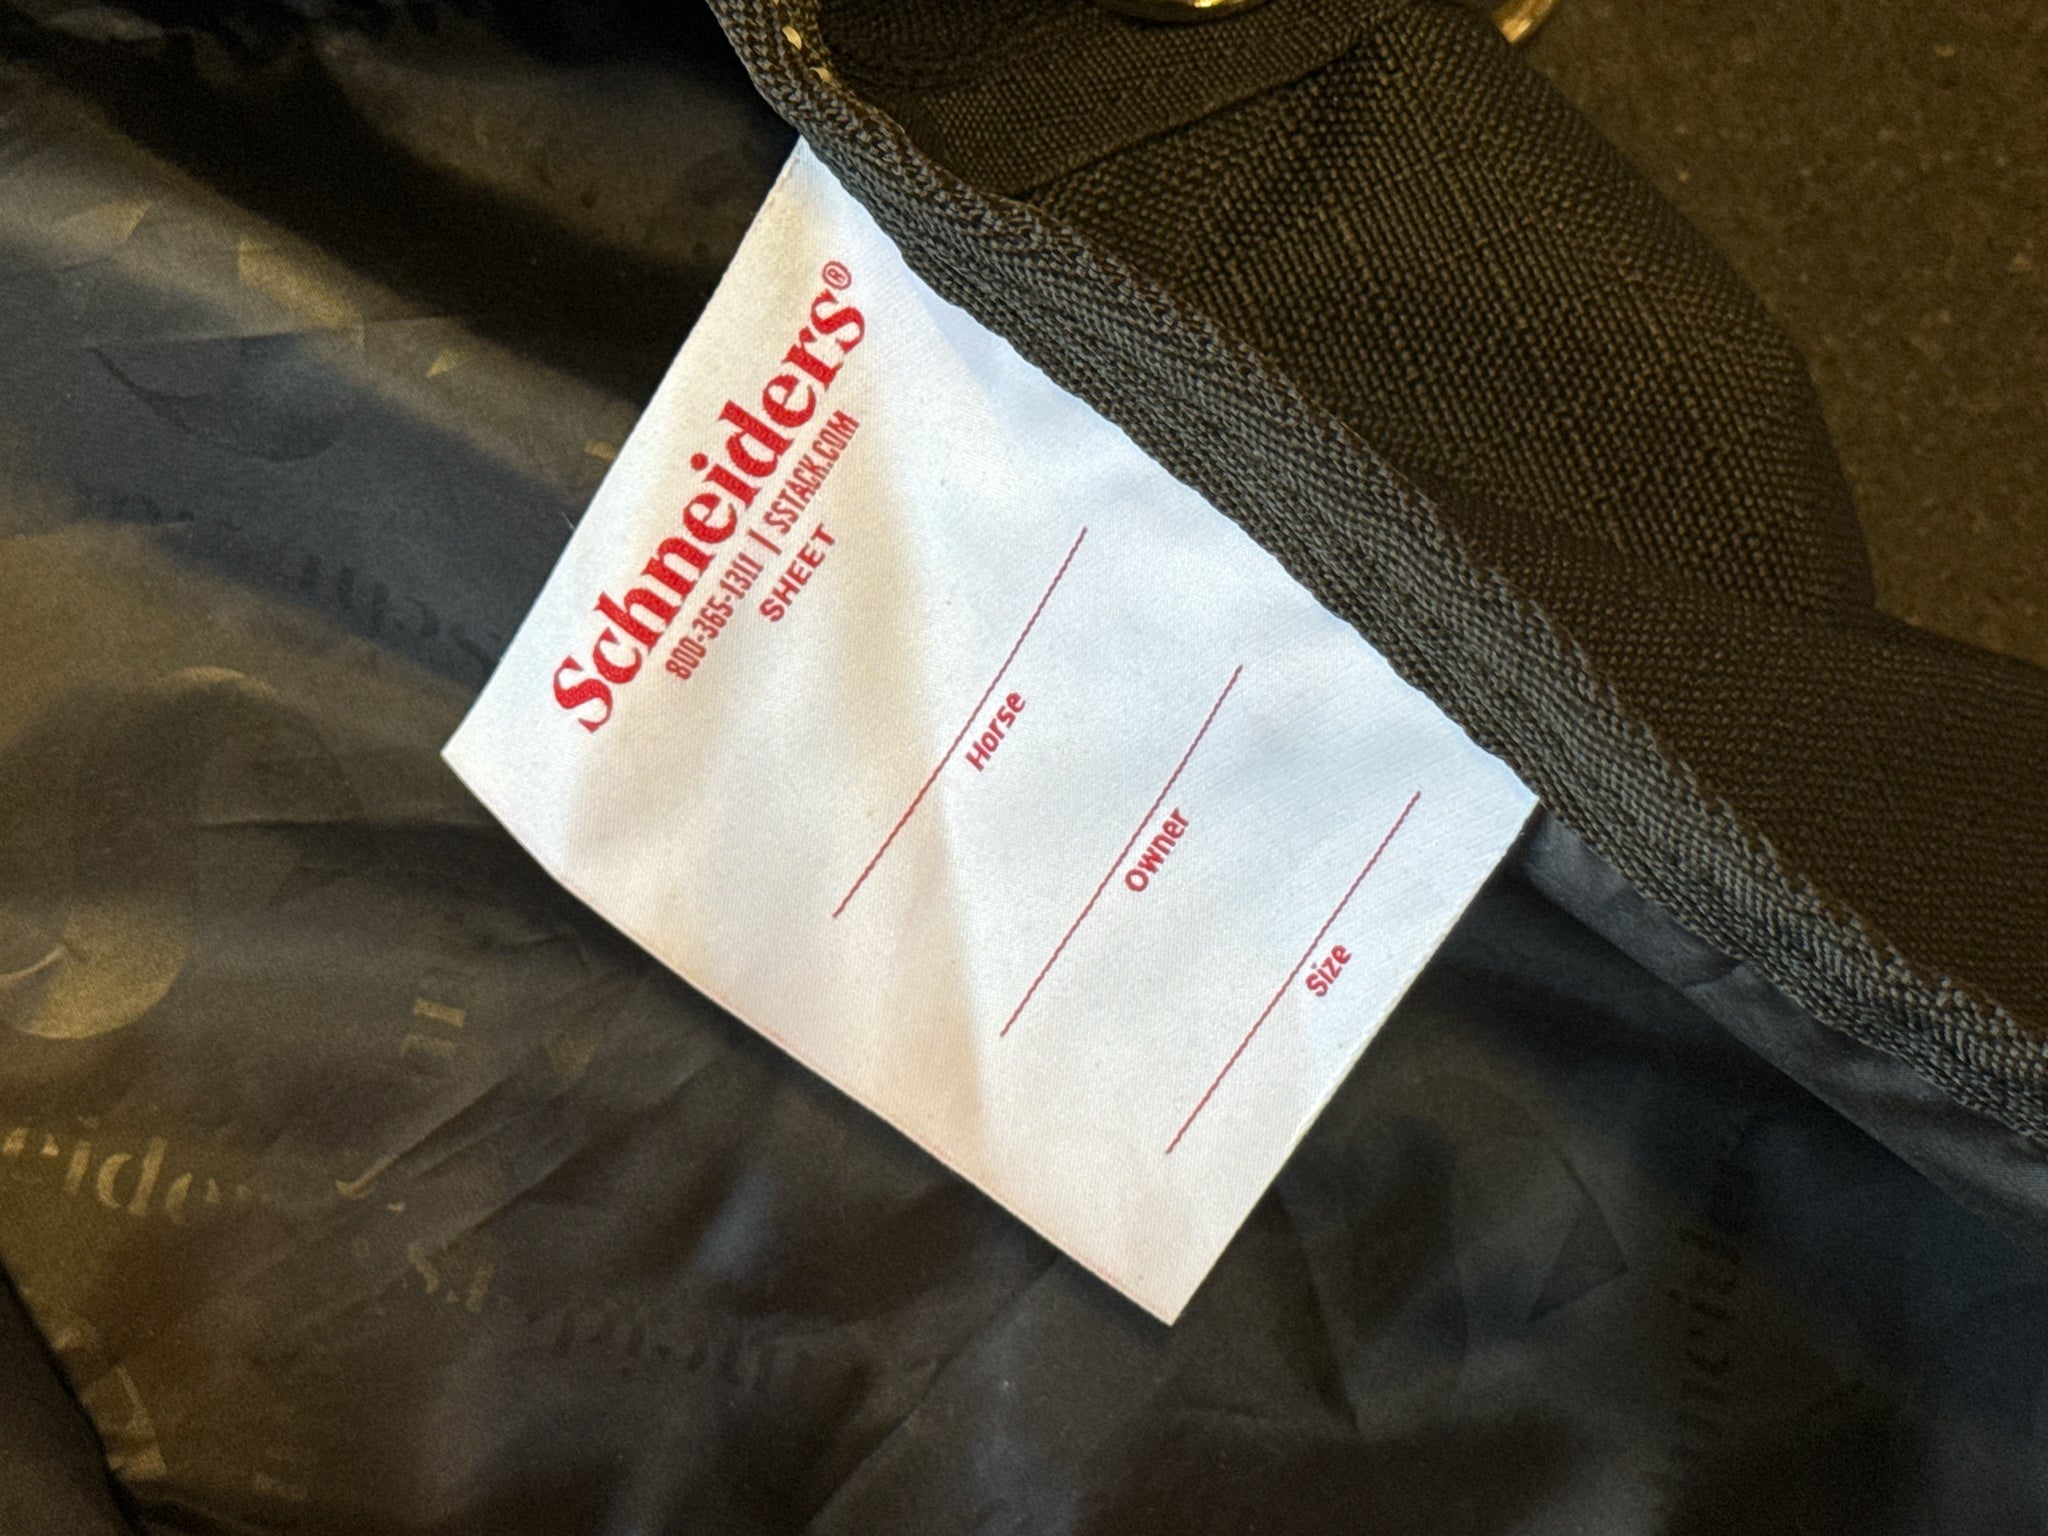 Schneiders®
800-365-1311 | SSTACK.COM
SHEET
Horse
Owner
Size